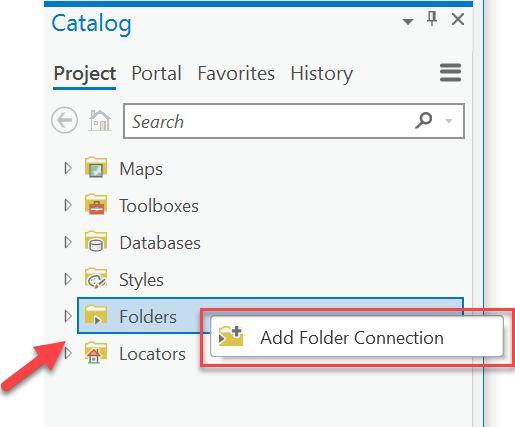 Catalog
Project Portal Favorites History
Search
Maps
Toolboxes
Databases
Styles
Folders
Add Folder Connection
Locators